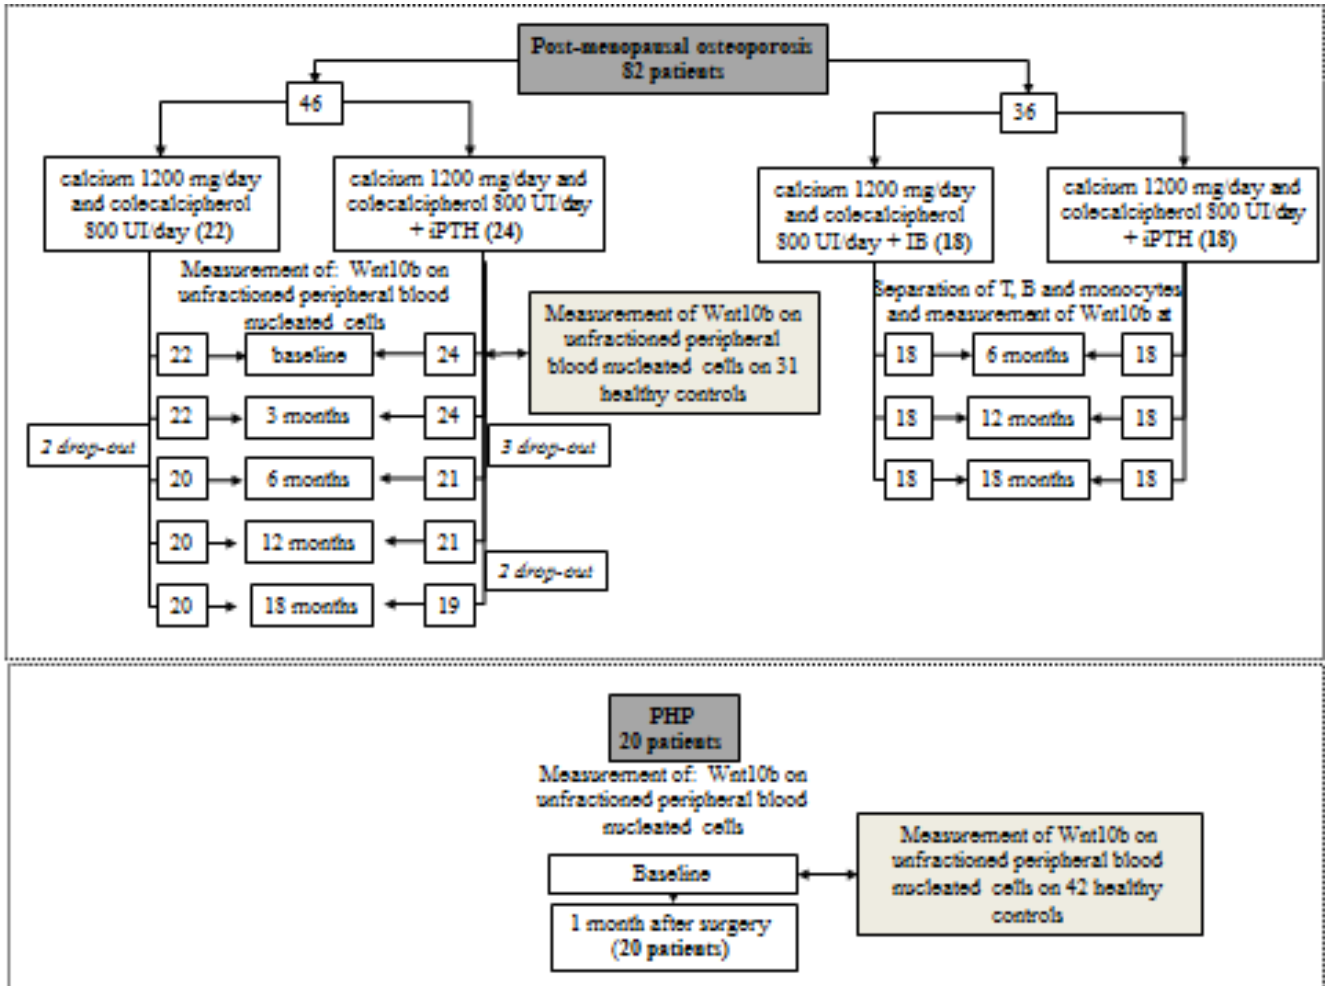 Post-menopausal osteoporosis
82 patients
46
36
calcium 1200 mg/day
and colecalcipherol
800 UI/day (22)
calcium 1200 mg/day and
colecalcipherol 800 UI/day
+ iPTH (24)
calcium 1200 mg/day
and colecalcipherol
800 UI/day + IB (18)
calcium 1200 mg/day and
colecalcipherol 800 UI/day
+ iPTH (18)
Measurement of: Wnt10b on
unfractioned peripheral blood
nucleated cells
Measurement of Wnt10b on
unfractioned peripheral
blood nucleated cells on 31
healthy controls
Separation of T, B and monocytes
and measurement of Wnt10b at
22
baseline
24
22
3 months
24
2 drop-out
3 drop-out
20
6 months
21
20
12 months
21
2 drop-out
20
18 months
19
18
6 months
18
18
12 months
18
18
18 months
18
PHP
20 patients
Measurement of: Wnt10b on
unfractioned peripheral blood
nucleated cells
Baseline
1 month after surgery
(20 patients)
Measurement of Wnt10b on
unfractioned peripheral blood
nucleated cells on 42 healthy
controls